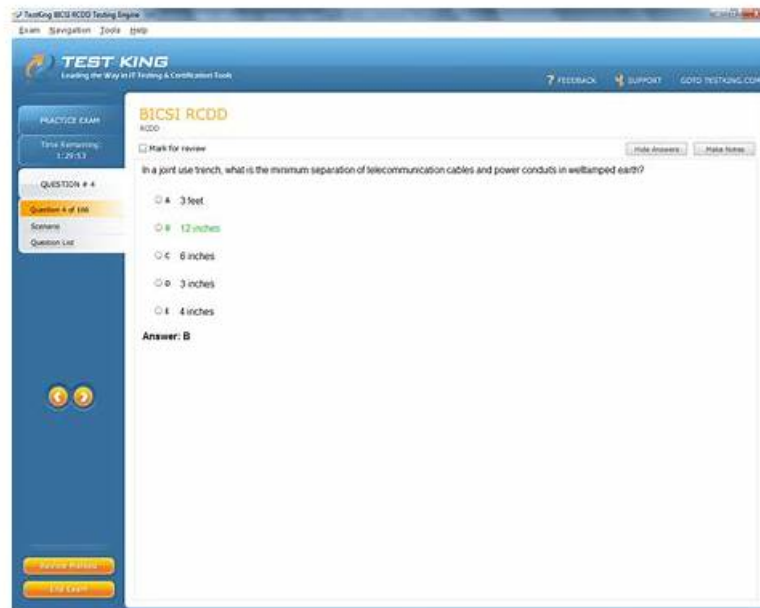 TestKing BICSI RCDD Testing Engine
Exam Navigation Tools Help
TEST KING
Leading the Way in IT Testing & Certification Tools
? FEEDBACK SUPPORT GOTO TESTKING.COM
PRACTICE EXAM
Time Remaining:
1:29:53
QUESTION # 4
Question 4 of 166
Scenario
Question List
BICSI RCDD
RCDD
Mark for review
Hide Answers Make Notes
In a joint use trench, what is the minimum separation of telecommunication cables and power conduits in welltamped earth?
A 3 feet
B 12 inches
C 6 inches
D 3 inches
E 4 inches
Answer: B
End Exam